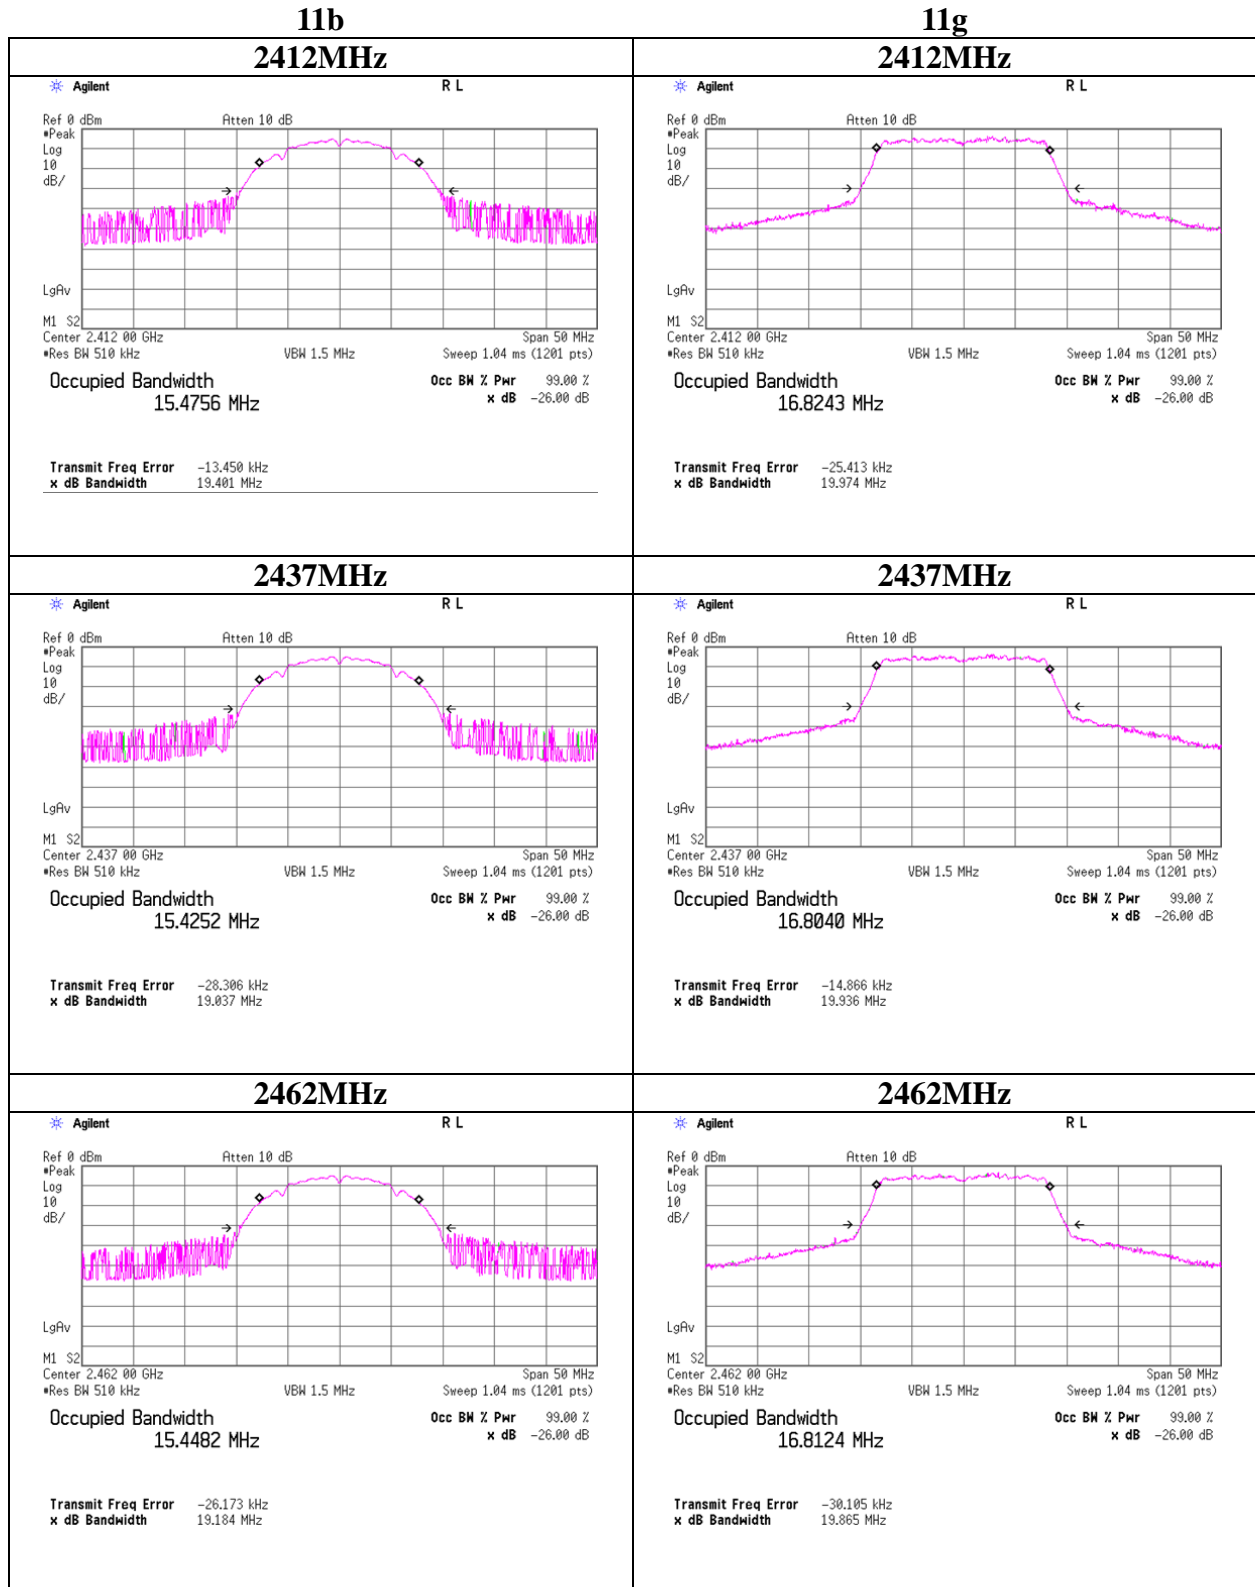 11b 11g
2412MHz 2412MHz
Agilent R L
Ref 0 dBm Atten 10 dB
#Peak
Log
10
dB/
LgAv
M1 S2
Center 2.412 00 GHz Span 50 MHz
#Res BW 510 kHz VBW 1.5 MHz Sweep 1.04 ms (1201 pts)
Occupied Bandwidth Occ BW % Pwr 99.00 %
15.4756 MHz x dB -26.00 dB
Transmit Freq Error -13.450 kHz
x dB Bandwidth 19.401 MHz
Agilent R L
Ref 0 dBm Atten 10 dB
#Peak
Log
10
dB/
LgAv
M1 S2
Center 2.412 00 GHz Span 50 MHz
#Res BW 510 kHz VBW 1.5 MHz Sweep 1.04 ms (1201 pts)
Occupied Bandwidth Occ BW % Pwr 99.00 %
16.8243 MHz x dB -26.00 dB
Transmit Freq Error -25.413 kHz
x dB Bandwidth 19.974 MHz
2437MHz 2437MHz
Agilent R L
Ref 0 dBm Atten 10 dB
#Peak
Log
10
dB/
LgAv
M1 S2
Center 2.437 00 GHz Span 50 MHz
#Res BW 510 kHz VBW 1.5 MHz Sweep 1.04 ms (1201 pts)
Occupied Bandwidth Occ BW % Pwr 99.00 %
15.4252 MHz x dB -26.00 dB
Transmit Freq Error -28.306 kHz
x dB Bandwidth 19.037 MHz
Agilent R L
Ref 0 dBm Atten 10 dB
#Peak
Log
10
dB/
LgAv
M1 S2
Center 2.437 00 GHz Span 50 MHz
#Res BW 510 kHz VBW 1.5 MHz Sweep 1.04 ms (1201 pts)
Occupied Bandwidth Occ BW % Pwr 99.00 %
16.8040 MHz x dB -26.00 dB
Transmit Freq Error -14.866 kHz
x dB Bandwidth 19.936 MHz
2462MHz 2462MHz
Agilent R L
Ref 0 dBm Atten 10 dB
#Peak
Log
10
dB/
LgAv
M1 S2
Center 2.462 00 GHz Span 50 MHz
#Res BW 510 kHz VBW 1.5 MHz Sweep 1.04 ms (1201 pts)
Occupied Bandwidth Occ BW % Pwr 99.00 %
15.4482 MHz x dB -26.00 dB
Transmit Freq Error -26.173 kHz
x dB Bandwidth 19.184 MHz
Agilent R L
Ref 0 dBm Atten 10 dB
#Peak
Log
10
dB/
LgAv
M1 S2
Center 2.462 00 GHz Span 50 MHz
#Res BW 510 kHz VBW 1.5 MHz Sweep 1.04 ms (1201 pts)
Occupied Bandwidth Occ BW % Pwr 99.00 %
16.8124 MHz x dB -26.00 dB
Transmit Freq Error -30.105 kHz
x dB Bandwidth 19.865 MHz